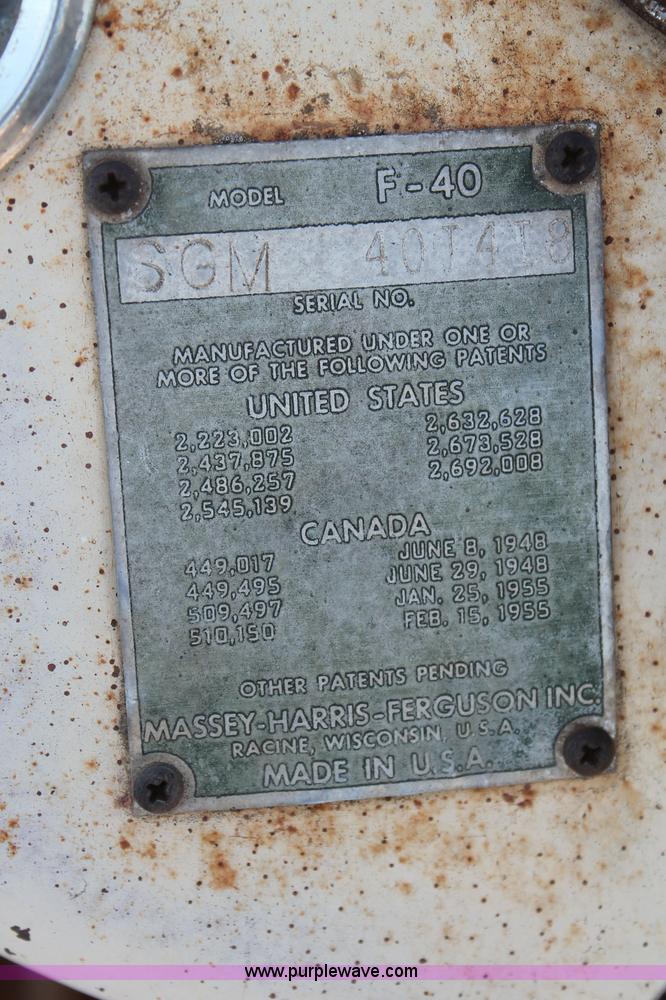 MODEL F-40
SGM 401418
SERIAL NO.
MANUFACTURED UNDER ONE OR
MORE OF THE FOLLOWING PATENTS
UNITED STATES
2,223,002 2,632,628
2,437,875 2,673,528
2,486,257 2,692,008
2,545,139
CANADA
449,017 JUNE 8, 1948
449,495 JUNE 29, 1948
509,497 JAN. 25, 1955
510,150 FEB. 15, 1955
OTHER PATENTS PENDING
MASSEY-HARRIS-FERGUSON INC.
RACINE, WISCONSIN, U.S.A.
MADE IN U.S.A.
www.purplewave.com